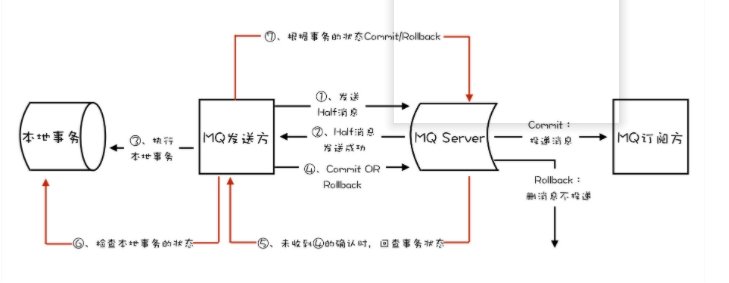 ⑦、根据事务的状态Commit/Rollback
①、发送
Half消息
本地事务
③、执行
本地事务
MQ发送方
②、Half消息
发送成功
MQ Server
Commit：
投递消息
MQ订阅方
④、Commit OR
Rollback
Rollback：
删消息不投递
⑥、检查本地事务的状态
⑤、未收到④的确认时，回查事务状态